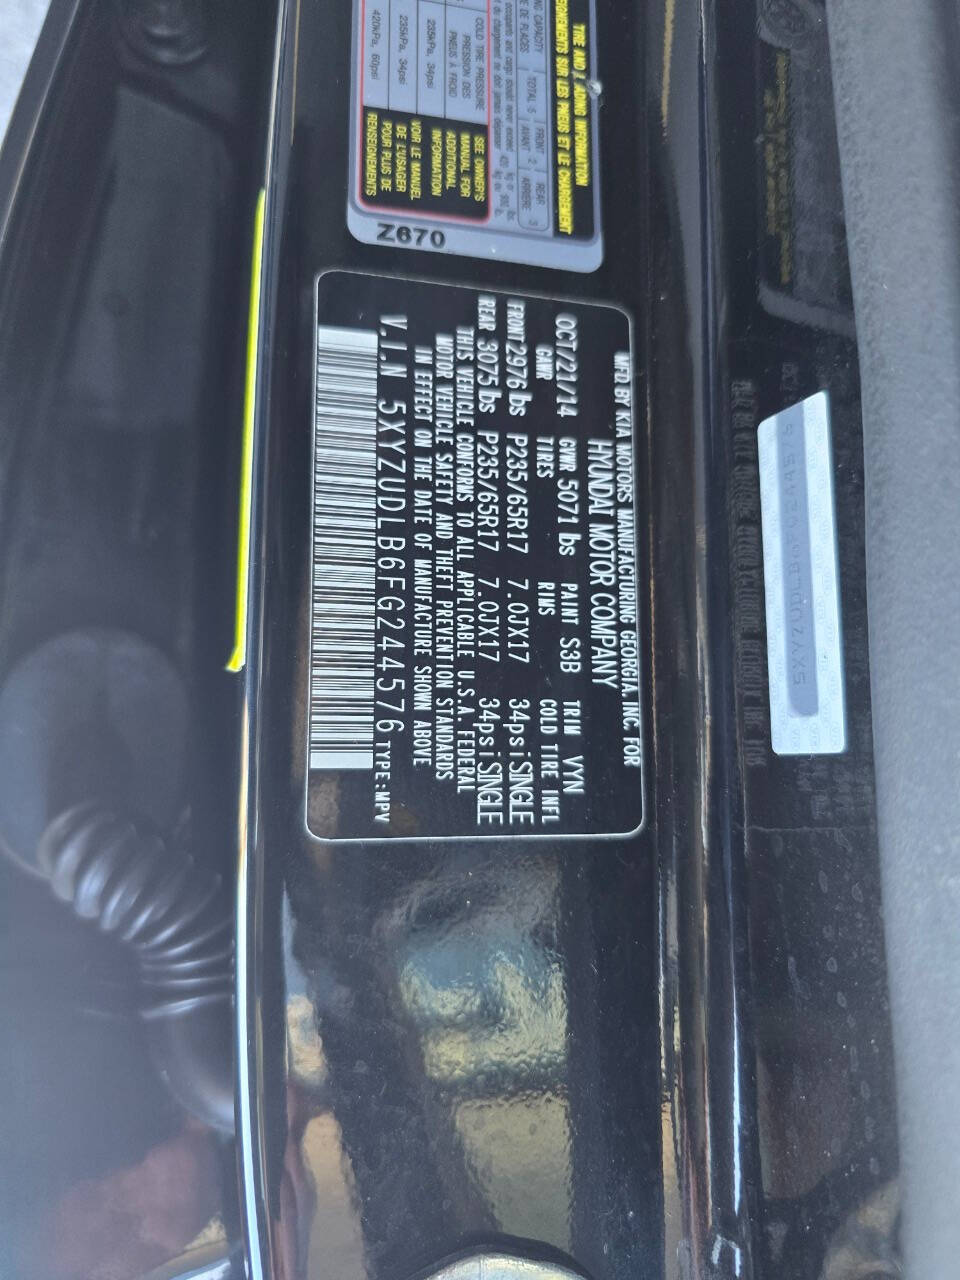 TIRE AND
INFORMATION
RENSEIGNEMENTS SUR LES PNEUS ET LE CHARGEMENT
CAPACITY
TOTAL 5
FRONT 2
REAR 3
DE PLACES
AVANT
ARRIÈRE
COLD TIRE PRESSURE
PRESSION DES
PNEUS À FROID
235kPa, 34psi
235kPa, 34psi
420kPa, 60psi
SEE OWNER'S
MANUAL FOR
ADDITIONAL
INFORMATION
VOIR LE MANUEL
DE L'USAGER
POUR PLUS DE
RENSEIGNEMENTS
Z670
MFD BY KIA MOTORS MANUFACTURING GEORGIA, INC. FOR
HYUNDAI MOTOR COMPANY
OCT/21/14 GVWR 5071 lbs PAINT S3B TRIM VYN
GAWR TIRES RIMS COLD TIRE INFL
FRONT 2976 lbs P235/65R17 7.0JX17 34psi SINGLE
REAR 3075 lbs P235/65R17 7.0JX17 34psi SINGLE
THIS VEHICLE CONFORMS TO ALL APPLICABLE U.S.A. FEDERAL
MOTOR VEHICLE SAFETY AND THEFT PREVENTION STANDARDS
IN EFFECT ON THE DATE OF MANUFACTURE SHOWN ABOVE
V.I.N 5XYZUDLB6FG244576 TYPE:MPV